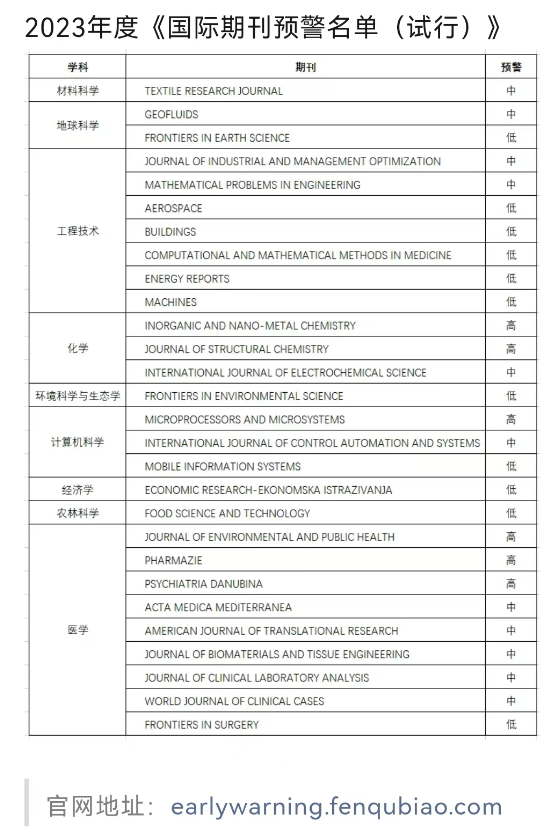 2023年度《国际期刊预警名单（试行）》
学科 期刊 预警
材料科学 TEXTILE RESEARCH JOURNAL 中
地球科学 GEOFLUIDS 中
FRONTIERS IN EARTH SCIENCE 低
工程技术 JOURNAL OF INDUSTRIAL AND MANAGEMENT OPTIMIZATION 中
MATHEMATICAL PROBLEMS IN ENGINEERING 中
AEROSPACE 低
BUILDINGS 低
COMPUTATIONAL AND MATHEMATICAL METHODS IN MEDICINE 低
ENERGY REPORTS 低
MACHINES 低
化学 INORGANIC AND NANO-METAL CHEMISTRY 高
JOURNAL OF STRUCTURAL CHEMISTRY 高
INTERNATIONAL JOURNAL OF ELECTROCHEMICAL SCIENCE 中
环境科学与生态学 FRONTIERS IN ENVIRONMENTAL SCIENCE 低
计算机科学 MICROPROCESSORS AND MICROSYSTEMS 高
INTERNATIONAL JOURNAL OF CONTROL AUTOMATION AND SYSTEMS 中
MOBILE INFORMATION SYSTEMS 低
经济学 ECONOMIC RESEARCH-EKONOMSKA ISTRAZIVANJA 低
农林科学 FOOD SCIENCE AND TECHNOLOGY 低
医学 JOURNAL OF ENVIRONMENTAL AND PUBLIC HEALTH 高
PHARMAZIE 高
PSYCHIATRIA DANUBINA 高
ACTA MEDICA MEDITERRANEA 中
AMERICAN JOURNAL OF TRANSLATIONAL RESEARCH 中
JOURNAL OF BIOMATERIALS AND TISSUE ENGINEERING 中
JOURNAL OF CLINICAL LABORATORY ANALYSIS 中
WORLD JOURNAL OF CLINICAL CASES 中
FRONTIERS IN SURGERY 低
官网地址：earlywarning.fenqubiao.com